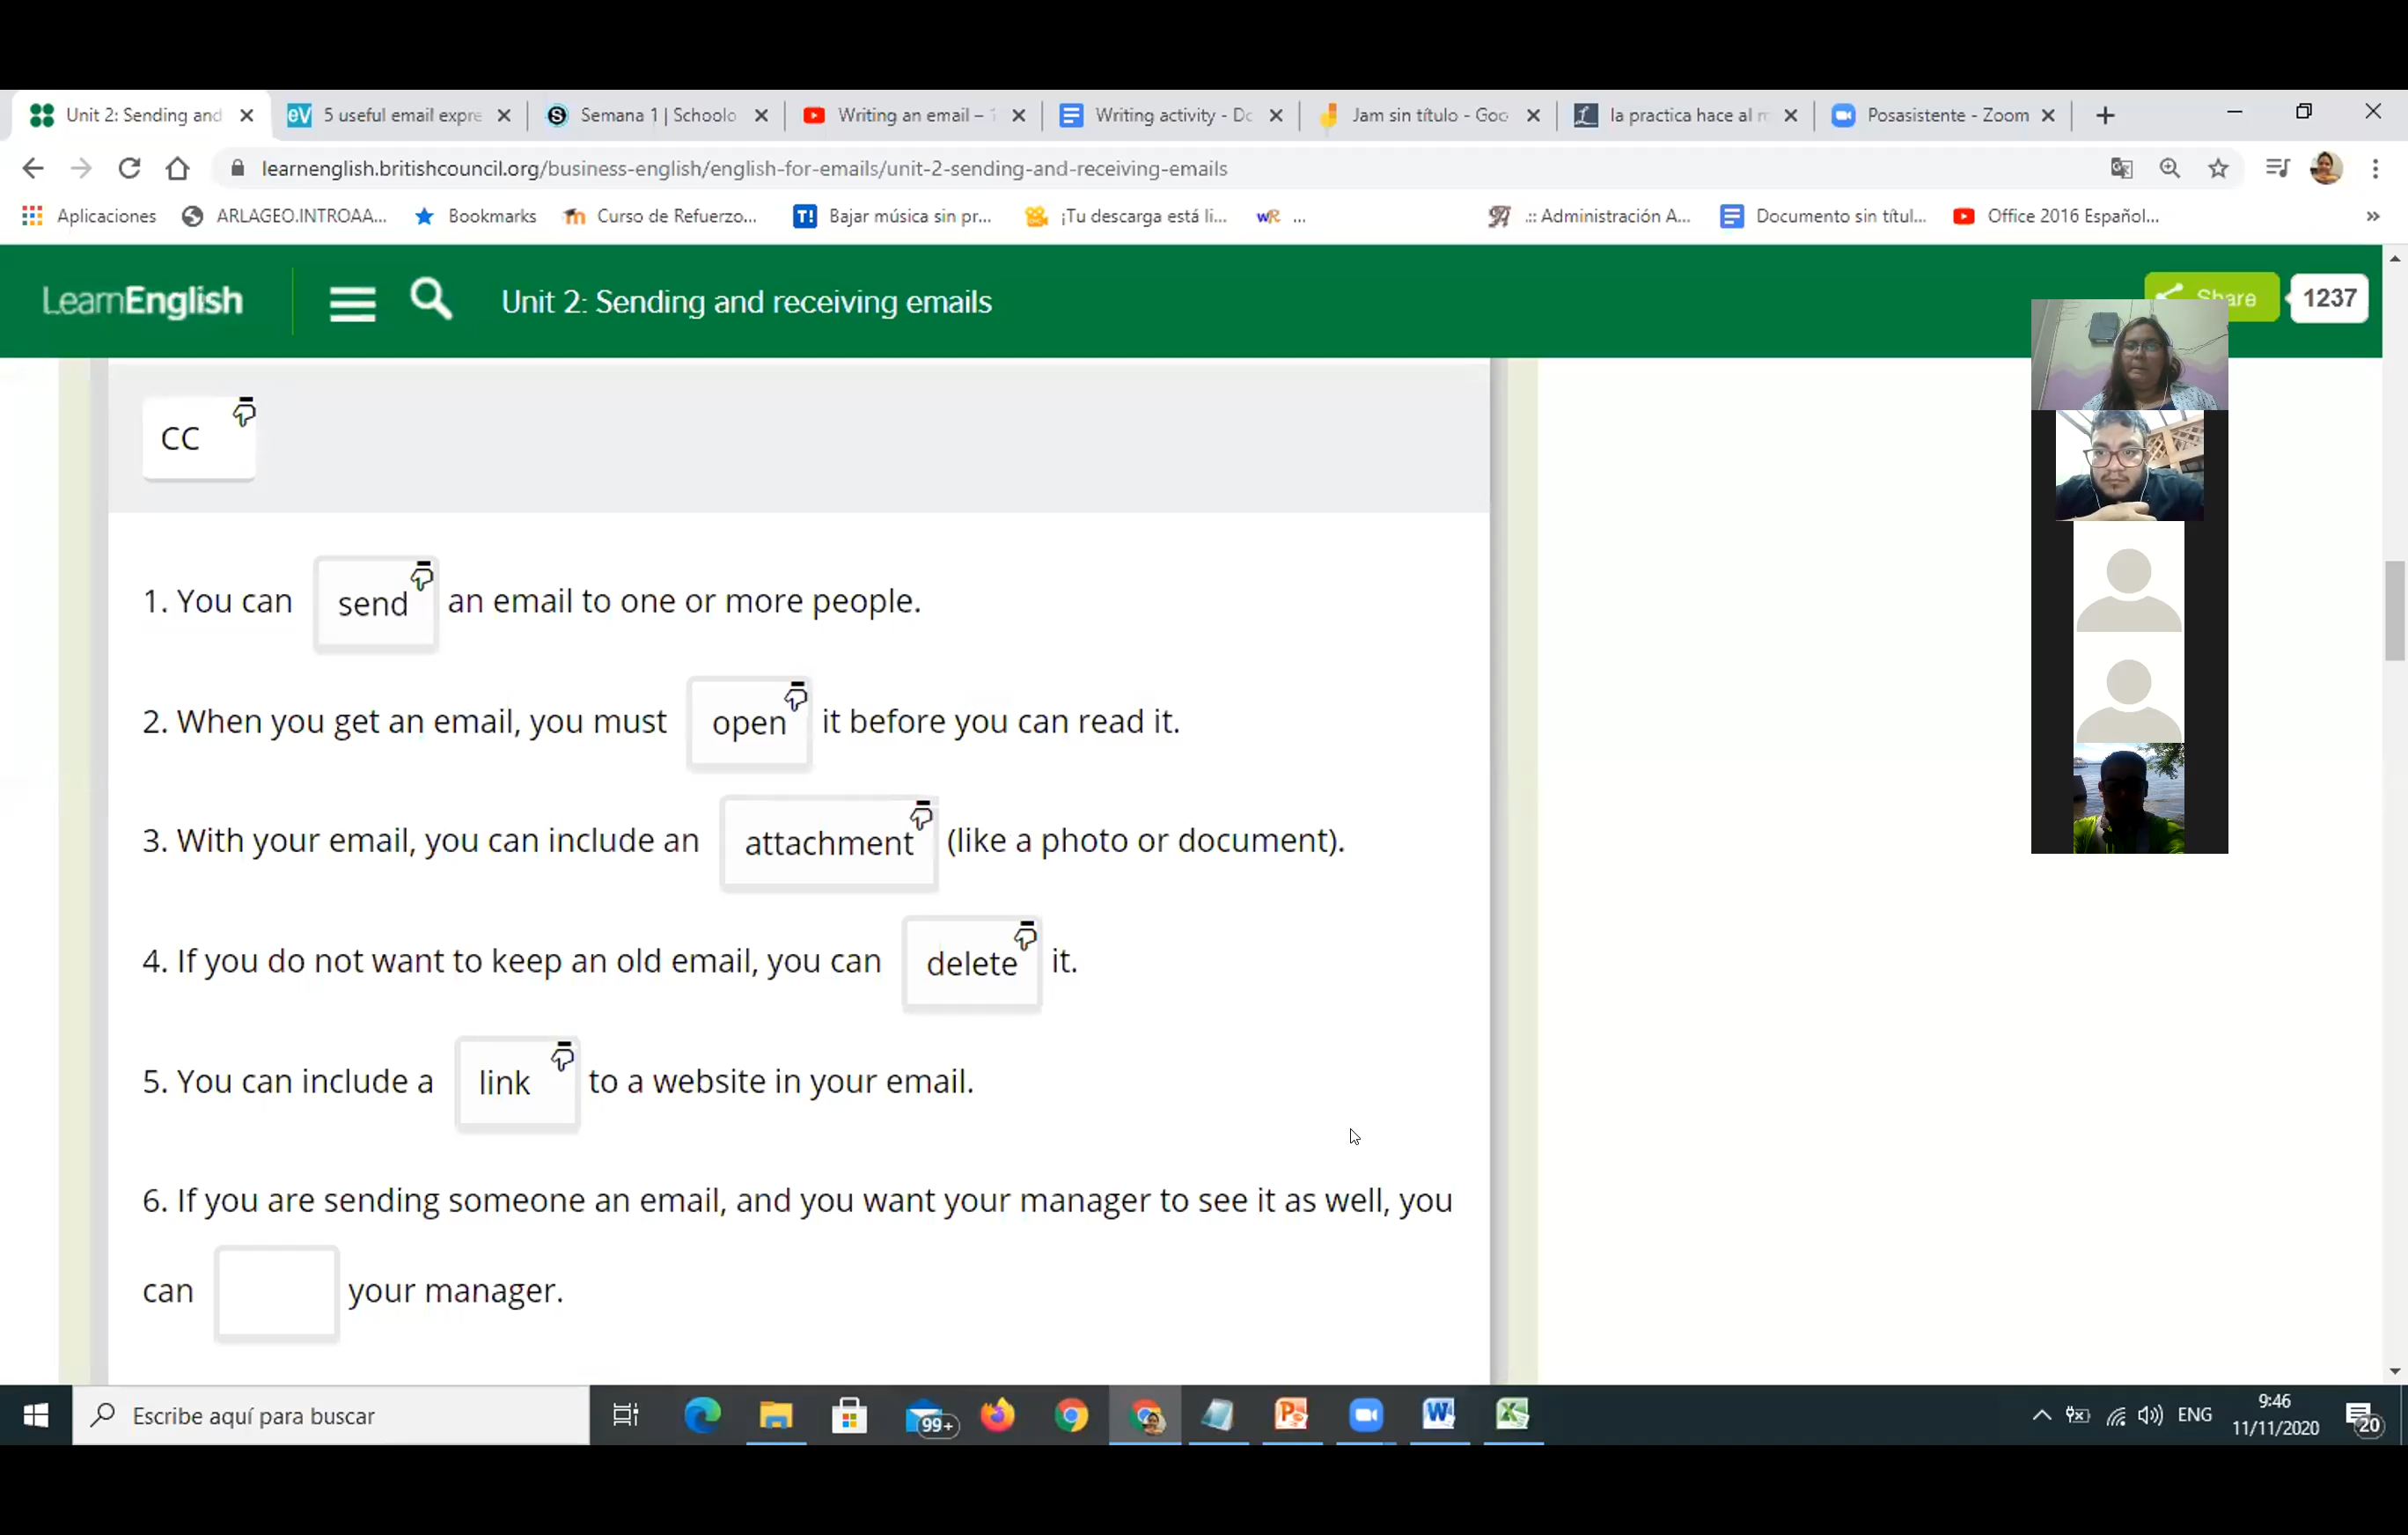 Unit 2: Sending and
5 useful email expre
Semana 1 | Schoolo
Writing an email –
Writing activity - Dc
Jam sin título - Goo
la practica hace al m
Posasistente - Zoom
learnenglish.britishcouncil.org/business-english/english-for-emails/unit-2-sending-and-receiving-emails
Aplicaciones
ARLAGEO.INTROAA...
Bookmarks
Curso de Refuerzo...
T! Bajar música sin pr...
¡Tu descarga está li...
wR ...
.:: Administración A...
Documento sin títul...
Office 2016 Español...
»
LearnEnglish
Unit 2: Sending and receiving emails
Share
1237
CC
1. You can send an email to one or more people.
2. When you get an email, you must open it before you can read it.
3. With your email, you can include an attachment (like a photo or document).
4. If you do not want to keep an old email, you can delete it.
5. You can include a link to a website in your email.
6. If you are sending someone an email, and you want your manager to see it as well, you
can your manager.
Escribe aquí para buscar
99+
ENG
9:46
11/11/2020
20